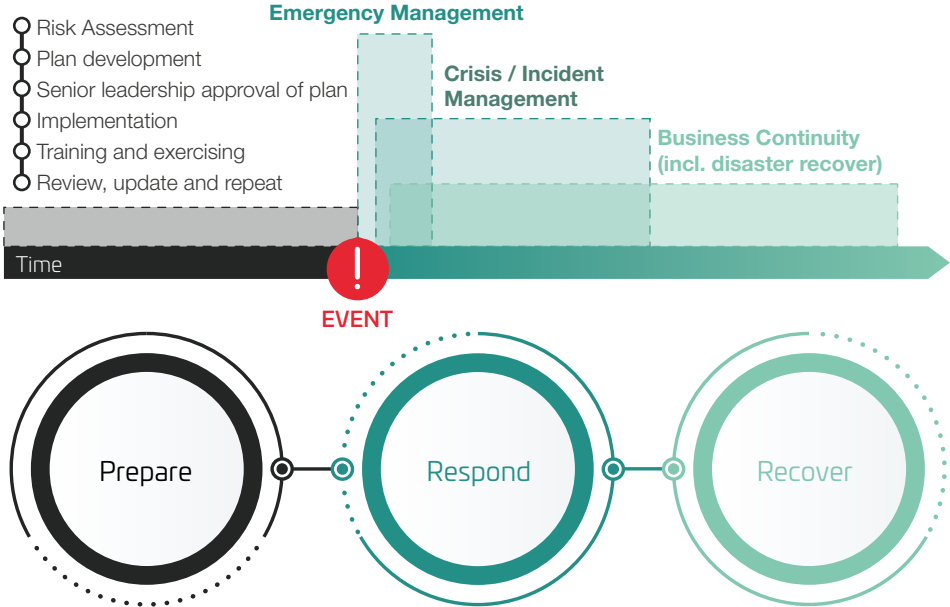 Emergency Management
Risk Assessment
Plan development
Senior leadership approval of plan
Implementation
Training and exercising
Review, update and repeat
Crisis / Incident
Management
Business Continuity
(incl. disaster recover)
Time
!
EVENT
Prepare
Respond
Recover